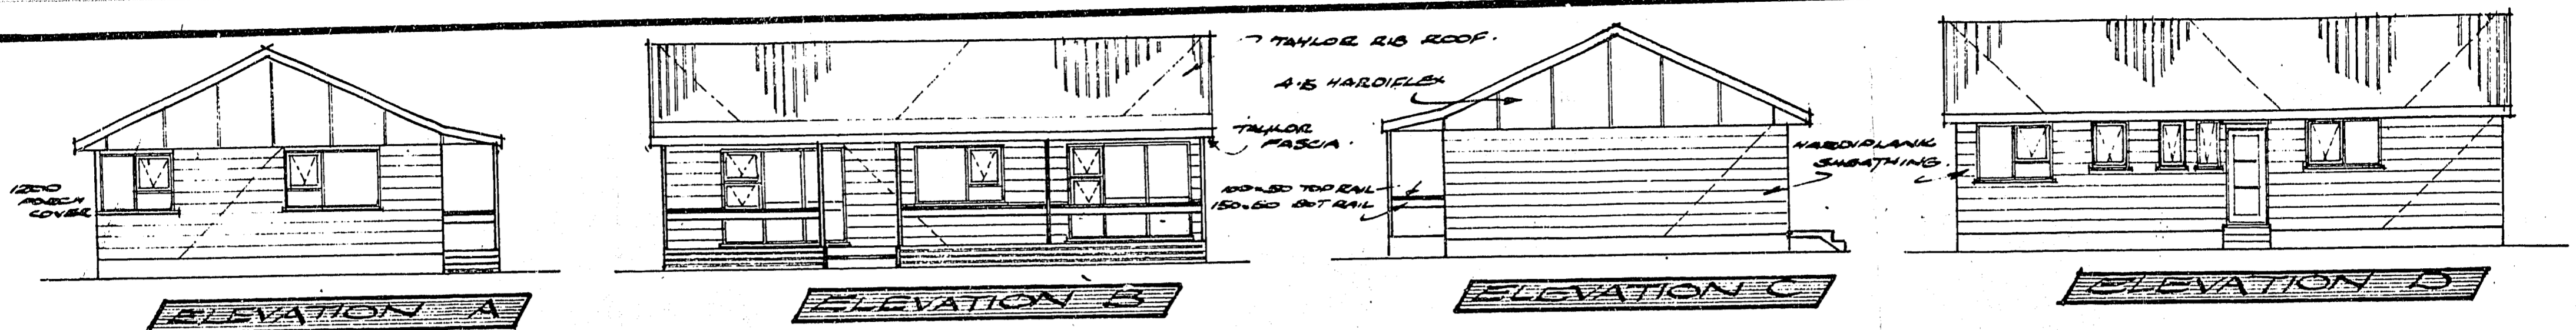 TAYLOR RIB ROOF.
4.5 HARDIFLEX
TAYLOR
FASCIA.
1200
PORCH
COVER
100x50 TOP RAIL
150x50 BOT RAIL
HARDIPLANK
SHEATHING.
ELEVATION A
ELEVATION B
ELEVATION C
ELEVATION D